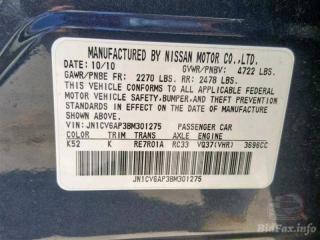 MANUFACTURED BY NISSAN MOTOR CO.,LTD.
DATE: 10/10 GVWR/PNBV: 4722 LBS.
GAWR/PNBE FR: 2270 LBS. RR: 2478 LBS.
THIS VEHICLE CONFORMS TO ALL APPLICABLE FEDERAL
MOTOR VEHICLE SAFETY, BUMPER, AND THEFT PREVENTION
STANDARDS IN EFFECT ON THE DATE OF MANUFACTURE
SHOWN ABOVE.
V.I.N.: JN1CV6AP3BM301275 PASSENGER CAR
COLOR TRIM TRANS AXLE ENGINE
K52 K RE7R01A RC33 VQ37(VHR) 3696CC
JN1CV6AP3BM301275
BidFax.info